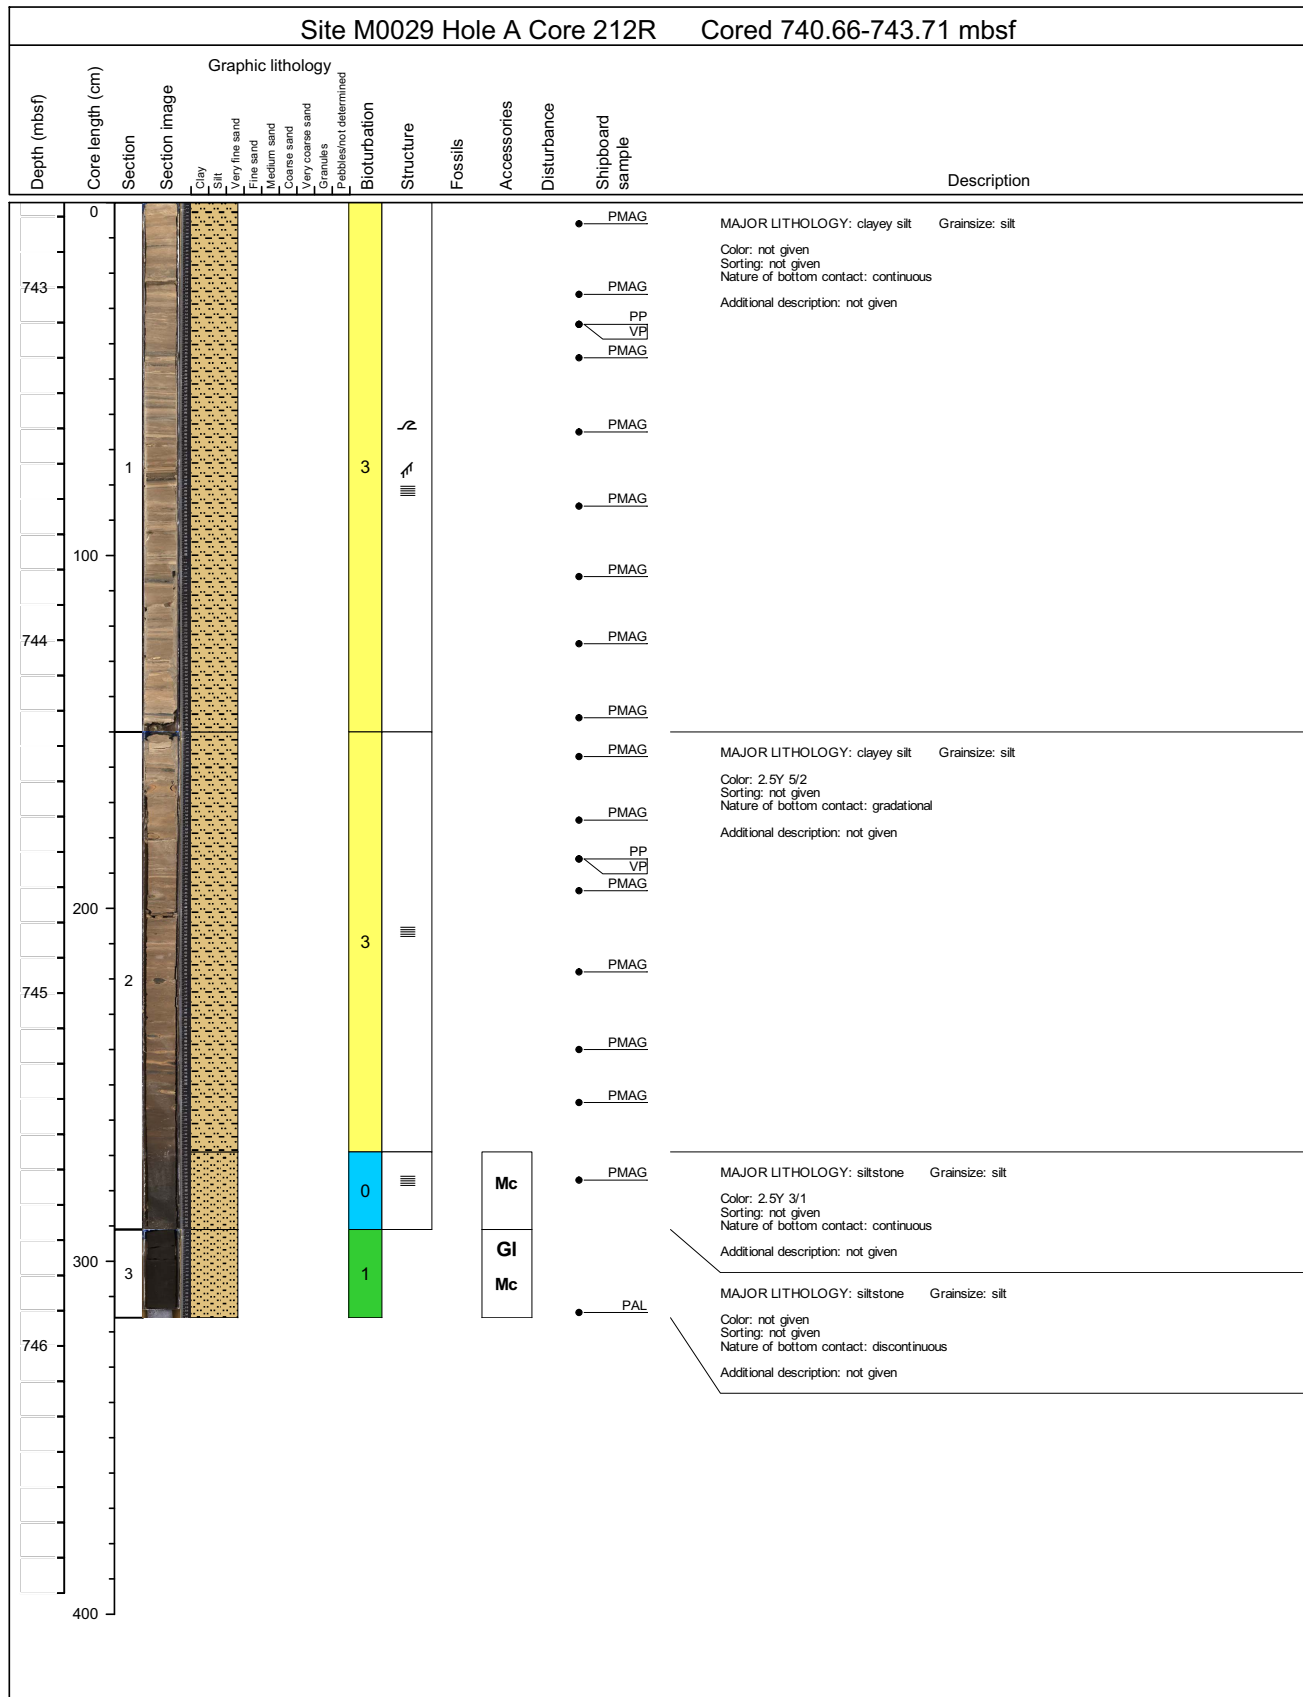 Site M0029 Hole A Core 212R Cored 740.66-743.71 mbsf
Graphic lithology
Depth (mbsf)
Core length (cm)
Section
Section image
Clay
Silt
Very fine sand
Fine sand
Medium sand
Coarse sand
Very coarse sand
Granules
Pebbles/not determined
Bioturbation
Structure
Fossils
Accessories
Disturbance
Shipboard
sample
Description
0
PMAG
MAJOR LITHOLOGY: clayey silt Grainsize: silt
Color: not given
Sorting: not given
Nature of bottom contact: continuous
743
PMAG
Additional description: not given
PP
VP
PMAG
PMAG
1
3
PMAG
100
PMAG
744
PMAG
PMAG
PMAG
MAJOR LITHOLOGY: clayey silt Grainsize: silt
Color: 2.5Y 5/2
Sorting: not given
Nature of bottom contact: gradational
PMAG
Additional description: not given
PP
VP
PMAG
200
3
2
PMAG
745
PMAG
PMAG
PMAG
MAJOR LITHOLOGY: siltstone Grainsize: silt
0
Mc
Color: 2.5Y 3/1
Sorting: not given
Nature of bottom contact: continuous
Additional description: not given
300
3
1
Gl
Mc
MAJOR LITHOLOGY: siltstone Grainsize: silt
PAL
Color: not given
Sorting: not given
Nature of bottom contact: discontinuous
746
Additional description: not given
400